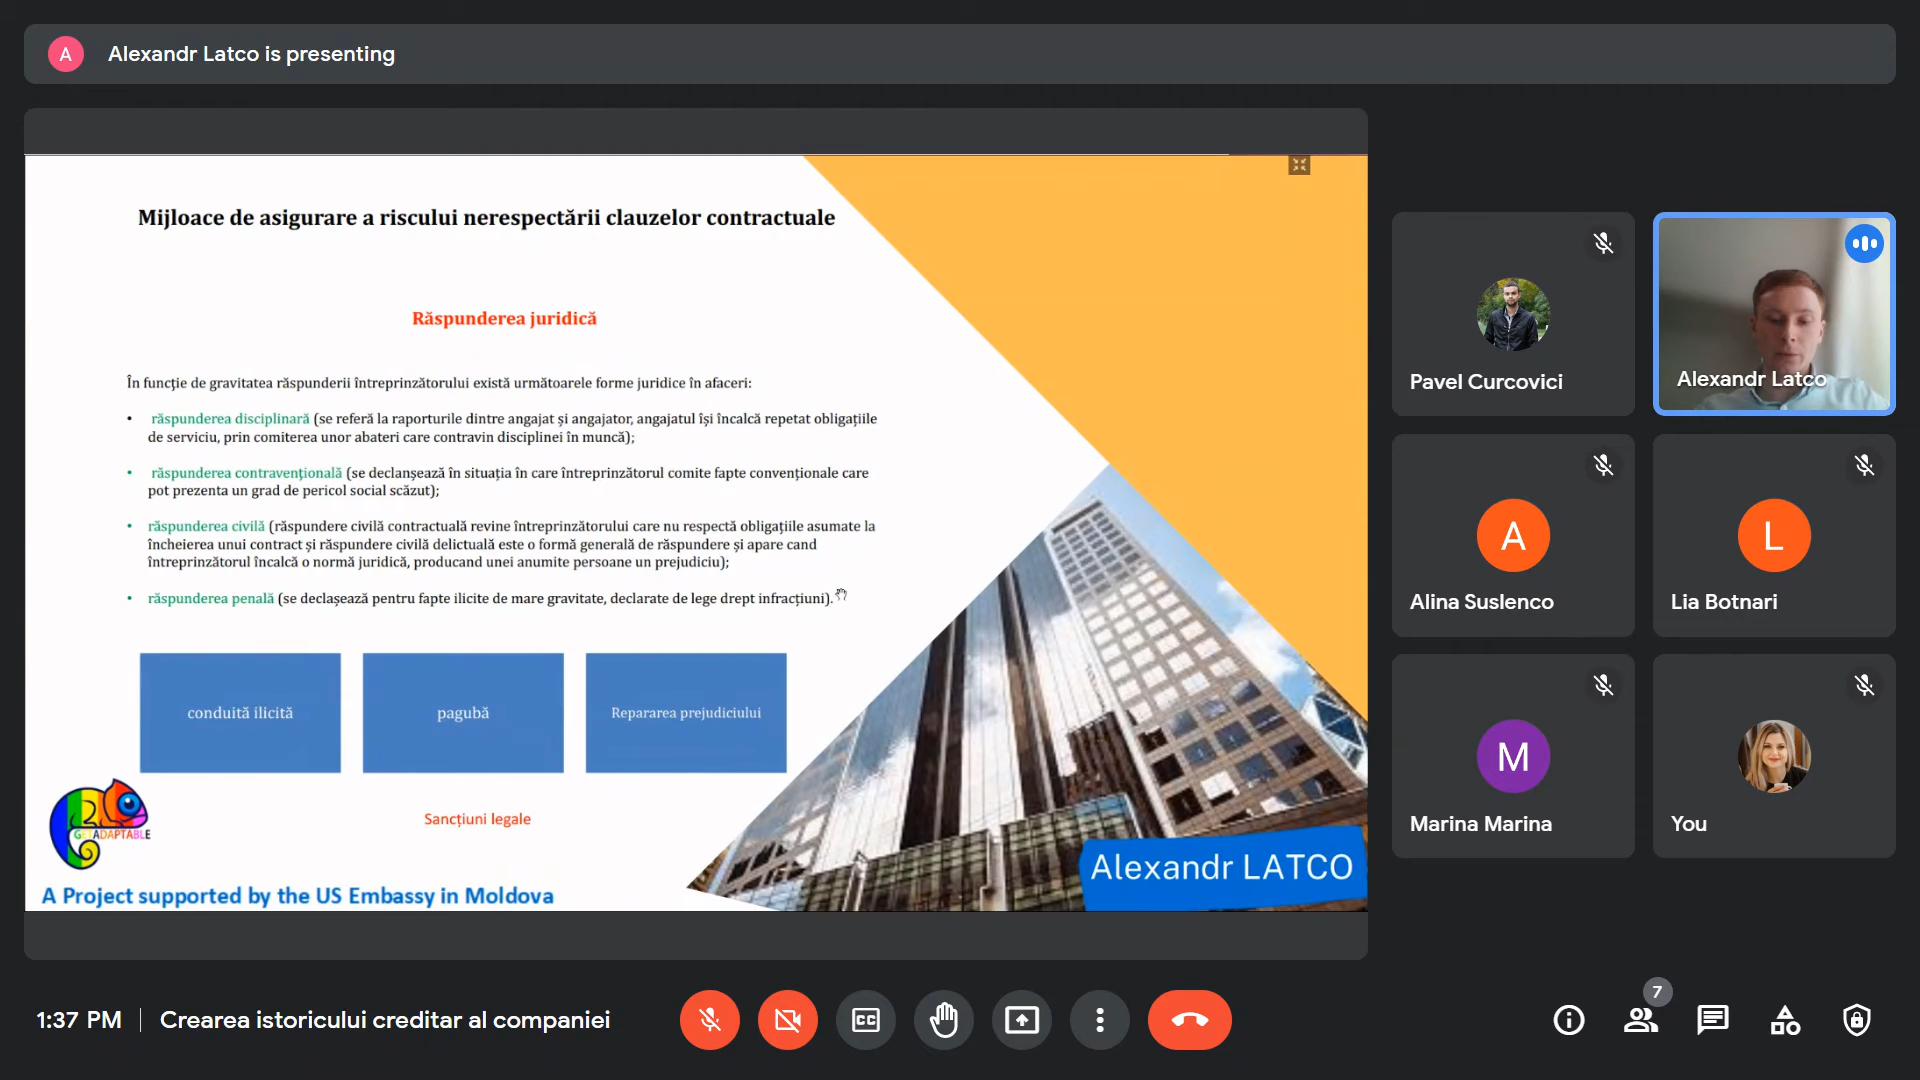 A
Alexandr Latco is presenting
Mijloace de asigurare a riscului nerespectării clauzelor contractuale
Răspunderea juridică
În funcție de gravitatea răspunderii întreprinzătorului există următoarele forme juridice în afaceri:
• răspunderea disciplinară (se referă la raporturile dintre angajat și angajator, angajatul își încalcă repetat obligațiile
de serviciu, prin comiterea unor abateri care contravin disciplinei în muncă);
• răspunderea contravențională (se declanșează în situația în care întreprinzătorul comite fapte convenționale care
pot prezenta un grad de pericol social scăzut);
• răspunderea civilă (răspundere civilă contractuală revine întreprinzătorului care nu respectă obligațiile asumate la
încheierea unui contract și răspundere civilă delictuală este o formă generală de răspundere și apare cand
întreprinzătorul încalcă o normă juridică, producand unei anumite persoane un prejudiciu);
• răspunderea penală (se declașează pentru fapte ilicite de mare gravitate, declarate de lege drept infracțiuni).
conduită ilicită
pagubă
Repararea prejudiciului
GETADAPTABLE
Sancțiuni legale
Alexandr LATCO
A Project supported by the US Embassy in Moldova
Pavel Curcovici
Alexandr Latco
A
Alina Suslenco
L
Lia Botnari
M
Marina Marina
You
1:37 PM
Crearea istoricului creditar al companiei
CC
7